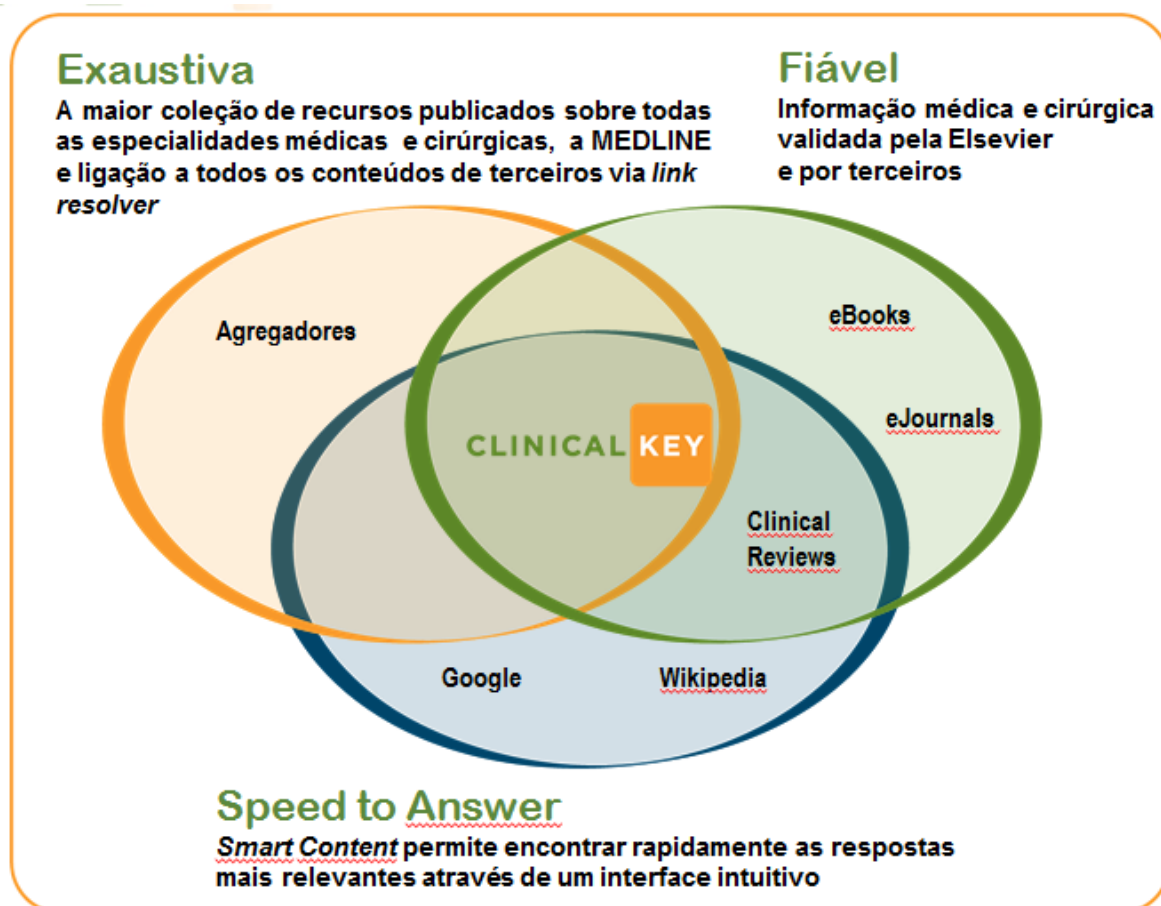 Exaustiva
A maior coleção de recursos publicados sobre todas
as especialidades médicas e cirúrgicas, a MEDLINE
e ligação a todos os conteúdos de terceiros via link
resolver
Fiável
Informação médica e cirúrgica
validada pela Elsevier
e por terceiros
Agregadores
eBooks
eJournals
CLINICAL KEY
Clinical
Reviews
Google
Wikipedia
Speed to Answer
Smart Content permite encontrar rapidamente as respostas
mais relevantes através de um interface intuitivo